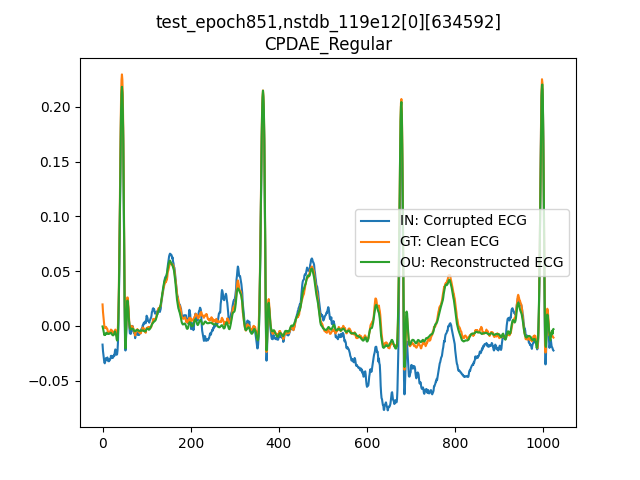 test_epoch851,nstdb_119e12[0][634592]
CPDAE_Regular
0.20
0.15
0.10
0.05
0.00
−0.05
IN: Corrupted ECG
GT: Clean ECG
OU: Reconstructed ECG
0
200
400
600
800
1000